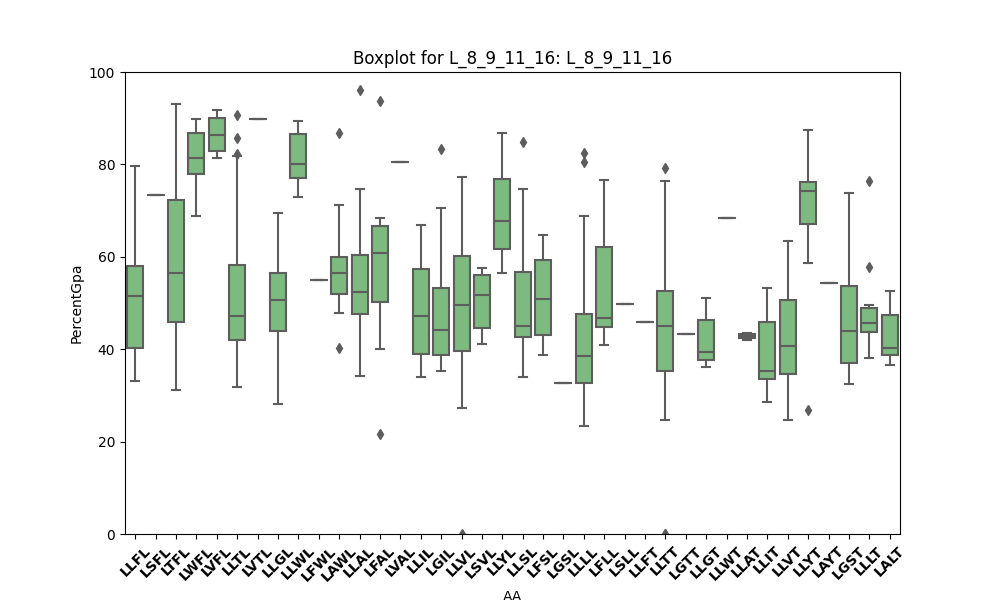 Boxplot for L_8_9_11_16: L_8_9_11_16
PercentGpa
100
80
60
40
20
0
LLFL
LSFL
LTFL
LWFL
LVFL
LLTL
LVTL
LLGL
LLWL
LFWL
LAWL
LLAL
LFAL
LVAL
LLIL
LGIL
LLVL
LSVL
LLYL
LLSL
LFSL
LGSL
LLLL
LFLL
LSLL
LLFT
LLTT
LGTT
LLGT
LLWT
LLAT
LLIT
LLVT
LLYT
LAYT
LGST
LLLT
LALT
AA